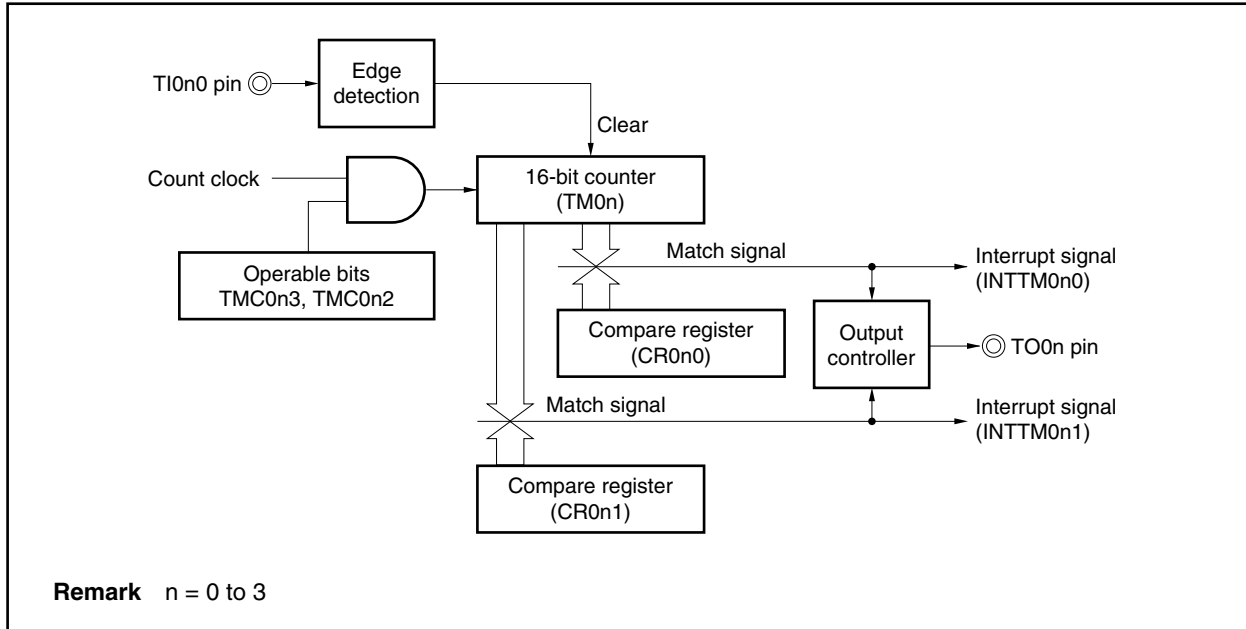 TI0n0 pin
Edge
detection
Clear
Count clock
16-bit counter
(TM0n)
Operable bits
TMC0n3, TMC0n2
Match signal
Interrupt signal
(INTTM0n0)
Compare register
(CR0n0)
Output
controller
TO0n pin
Match signal
Interrupt signal
(INTTM0n1)
Compare register
(CR0n1)
Remark n = 0 to 3